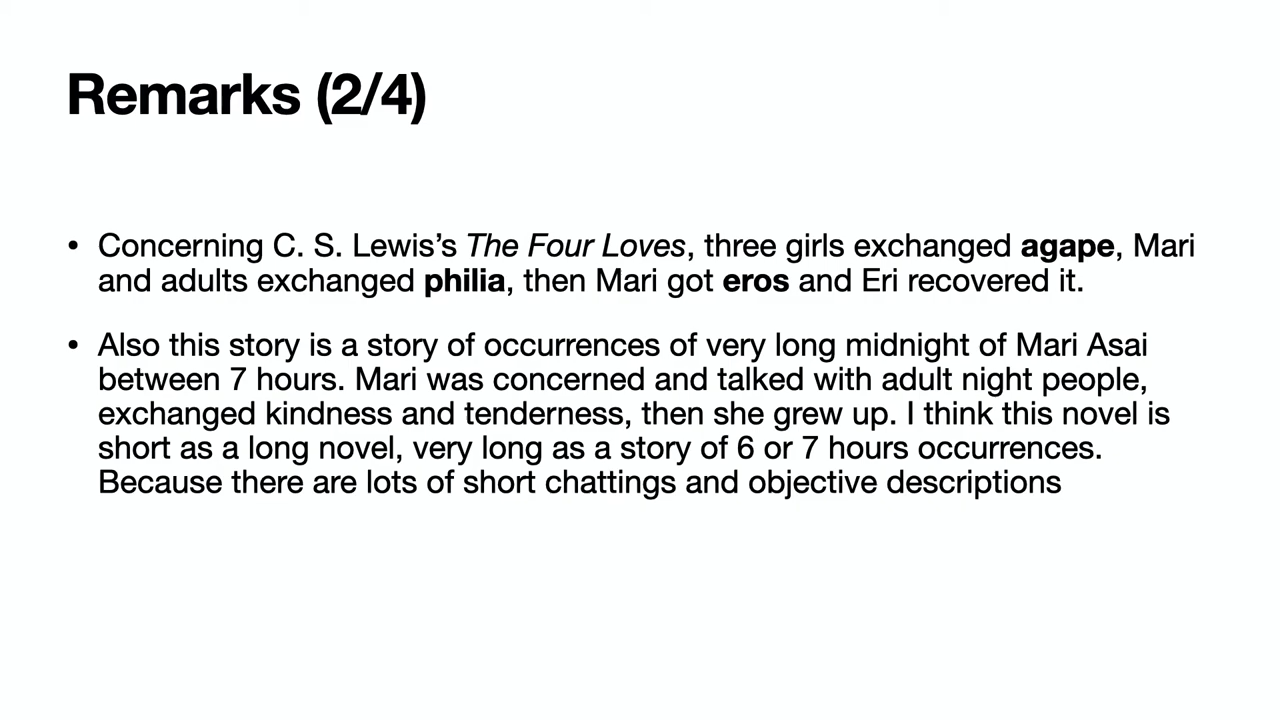 Remarks (2/4)
• Concerning C. S. Lewis’s The Four Loves, three girls exchanged agape, Mari
and adults exchanged philia, then Mari got eros and Eri recovered it.
• Also this story is a story of occurrences of very long midnight of Mari Asai
between 7 hours. Mari was concerned and talked with adult night people,
exchanged kindness and tenderness, then she grew up. I think this novel is
short as a long novel, very long as a story of 6 or 7 hours occurrences.
Because there are lots of short chattings and objective descriptions